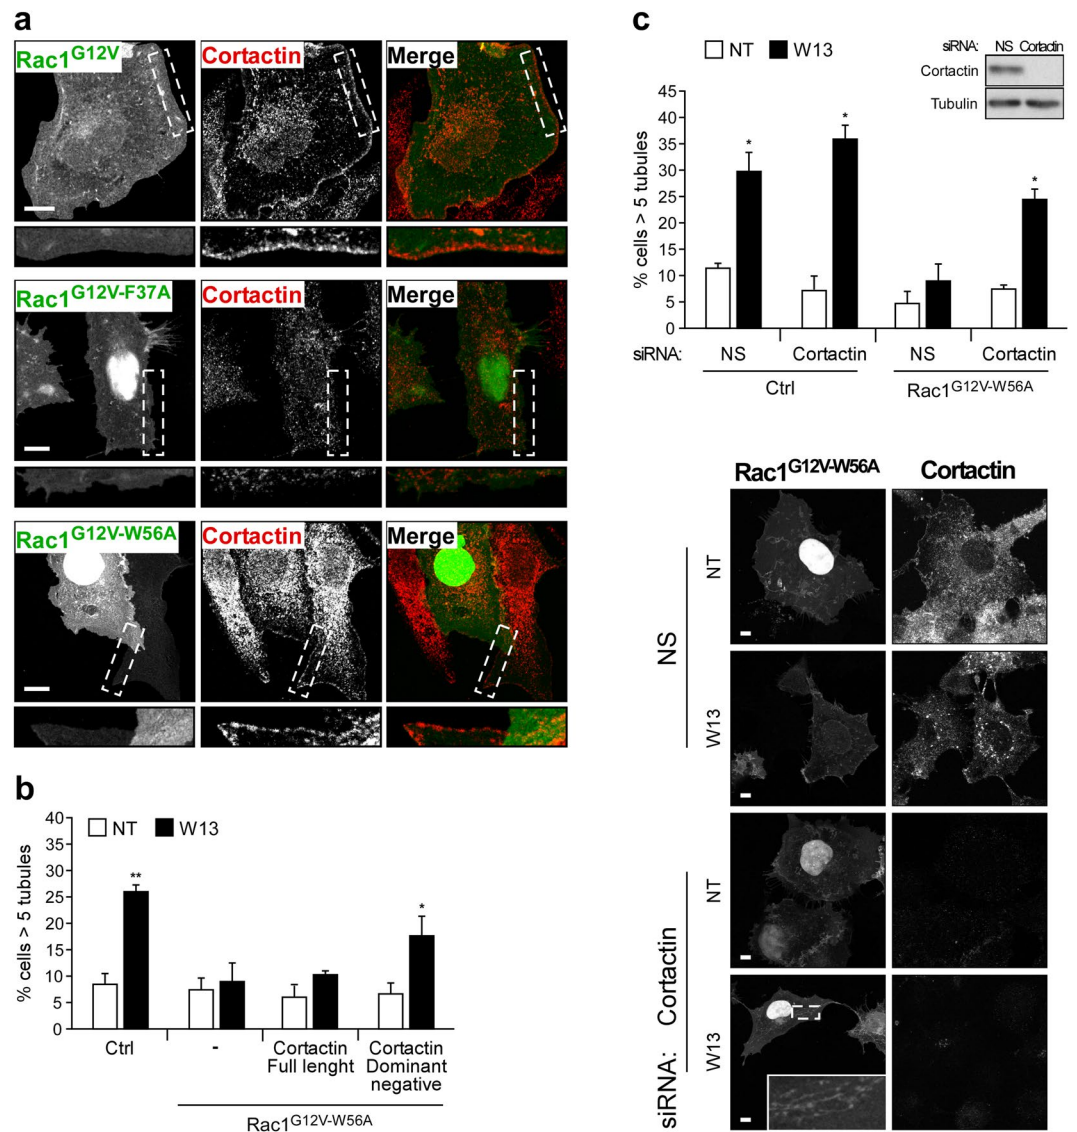 a
Rac1G12V
Cortactin
Merge
Rac1G12V-F37A
Cortactin
Merge
Rac1G12V-W56A
Cortactin
Merge
b
NT W13
% cells > 5 tubules
40
35
30
25
20
15
10
5
0
** *
Ctrl - Cortactin Full lenght Cortactin Dominant negative
Rac1G12V-W56A
c
NT W13
siRNA: NS Cortactin
Cortactin
Tubulin
% cells > 5 tubules
45
40
35
30
25
20
15
10
5
0
* * *
siRNA: NS Cortactin NS Cortactin
Ctrl Rac1G12V-W56A
Rac1G12V-W56A Cortactin
NS
NT
W13
siRNA: Cortactin
NT
W13